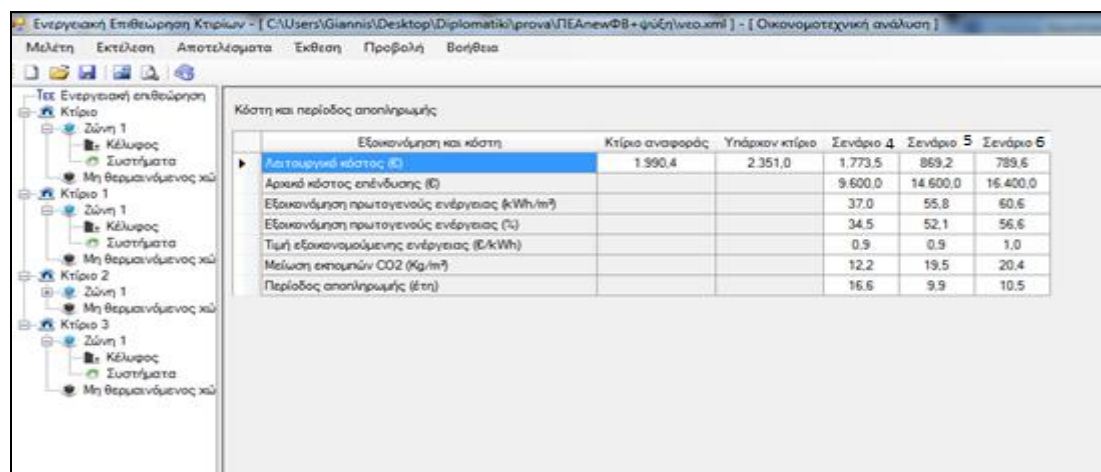 Ενεργειακή Επιθεώρηση Κτιρίων - [ C:\Users\Giannis\Desktop\Diplomatiki\prova\ΠΕΑnewΦΒ+ψύξη\νεο.xml ] - [ Οικονομοτεχνική ανάλυση ]
Μελέτη Εκτέλεση Αποτελέσματα Έκθεση Προβολή Βοήθεια
ΤΕΕ Ενεργειακή επιθεώρηση
Κτίριο
Ζώνη 1
Κέλυφος
Συστήματα
Μη θερμαινόμενος χώ
Κτίριο 1
Ζώνη 1
Κέλυφος
Συστήματα
Μη θερμαινόμενος χώ
Κτίριο 2
Ζώνη 1
Μη θερμαινόμενος χώ
Κτίριο 3
Ζώνη 1
Κέλυφος
Συστήματα
Μη θερμαινόμενος χώ
Κόστη και περίοδος αποπληρωμής
Εξοικονόμηση και κόστη Κτίριο αναφοράς Υπάρχον κτίριο Σενάριο 4 Σενάριο 5 Σενάριο 6
Λειτουργικό κόστος (€) 1.990,4 2.351,0 1.773,5 869,2 789,6
Αρχικό κόστος επένδυσης (€) 9.600,0 14.600,0 16.400,0
Εξοικονόμηση πρωτογενούς ενέργειας (kWh/m²) 37,0 55,8 60,6
Εξοικονόμηση πρωτογενούς ενέργειας (%) 34,5 52,1 56,6
Τιμή εξοικονομούμενης ενέργειας (€/kWh) 0,9 0,9 1,0
Μείωση εκπομπών CO2 (Kg/m²) 12,2 19,5 20,4
Περίοδος αποπληρωμής (έτη) 16,6 9,9 10,5